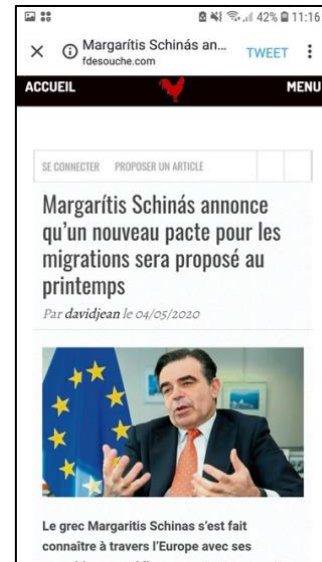 42% 11:16
Margarítis Schinás an...
fdesouche.com
TWEET
ACCUEIL
MENU
SE CONNECTER PROPOSER UN ARTICLE
Margarítis Schinás annonce
qu'un nouveau pacte pour les
migrations sera proposé au
printemps
Par davidjean le 04/05/2020
Le grec Margaritis Schinas s'est fait
connaître à travers l'Europe avec ses